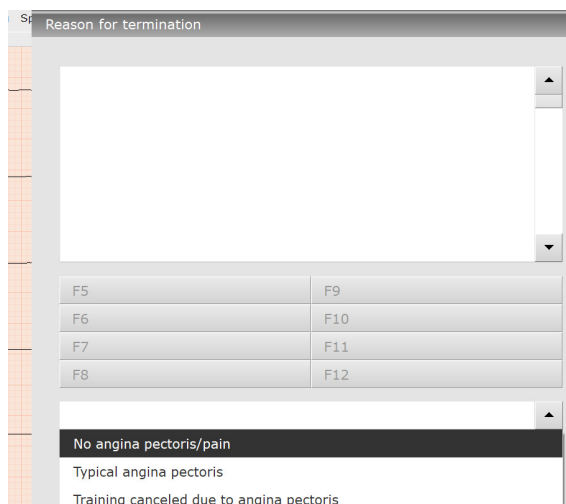 Sp
Reason for termination
F5 F9
F6 F10
F7 F11
F8 F12
No angina pectoris/pain
Typical angina pectoris
Training canceled due to angina pectoris